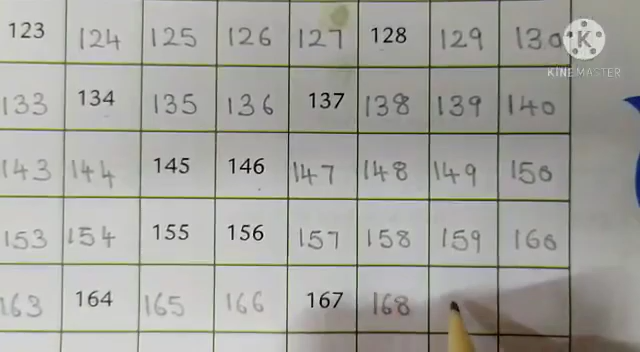 123 124 125 126 127 128 129 130
K
KINEMASTER
133 134 135 136 137 138 139 140
143 144 145 146 147 148 149 150
153 154 155 156 157 158 159 160
163 164 165 166 167 168